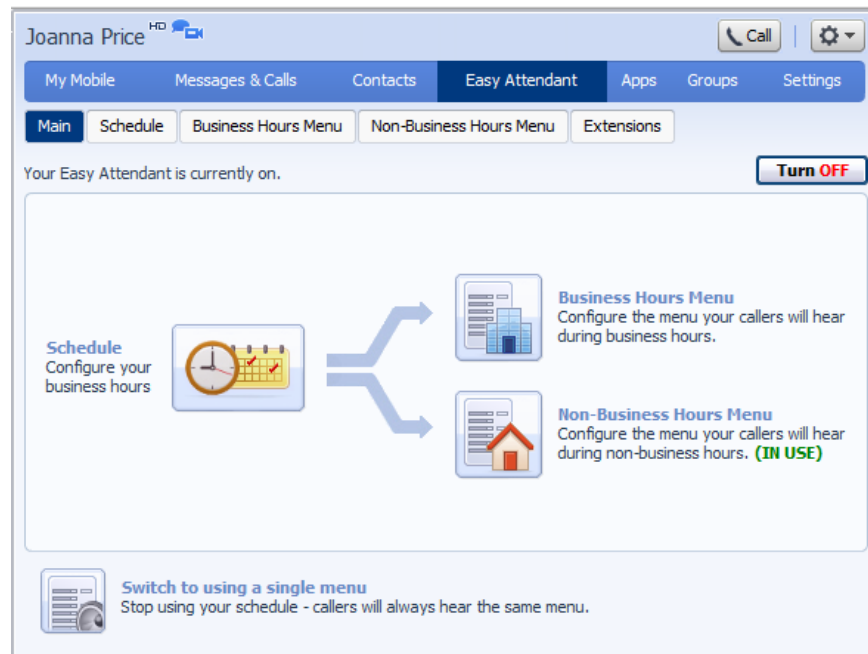 Joanna Price HD
Call
My Mobile Messages & Calls Contacts Easy Attendant Apps Groups Settings
Main Schedule Business Hours Menu Non-Business Hours Menu Extensions
Your Easy Attendant is currently on.
Turn OFF
Schedule
Configure your
business hours
Business Hours Menu
Configure the menu your callers will hear
during business hours.
Non-Business Hours Menu
Configure the menu your callers will hear
during non-business hours. (IN USE)
Switch to using a single menu
Stop using your schedule - callers will always hear the same menu.